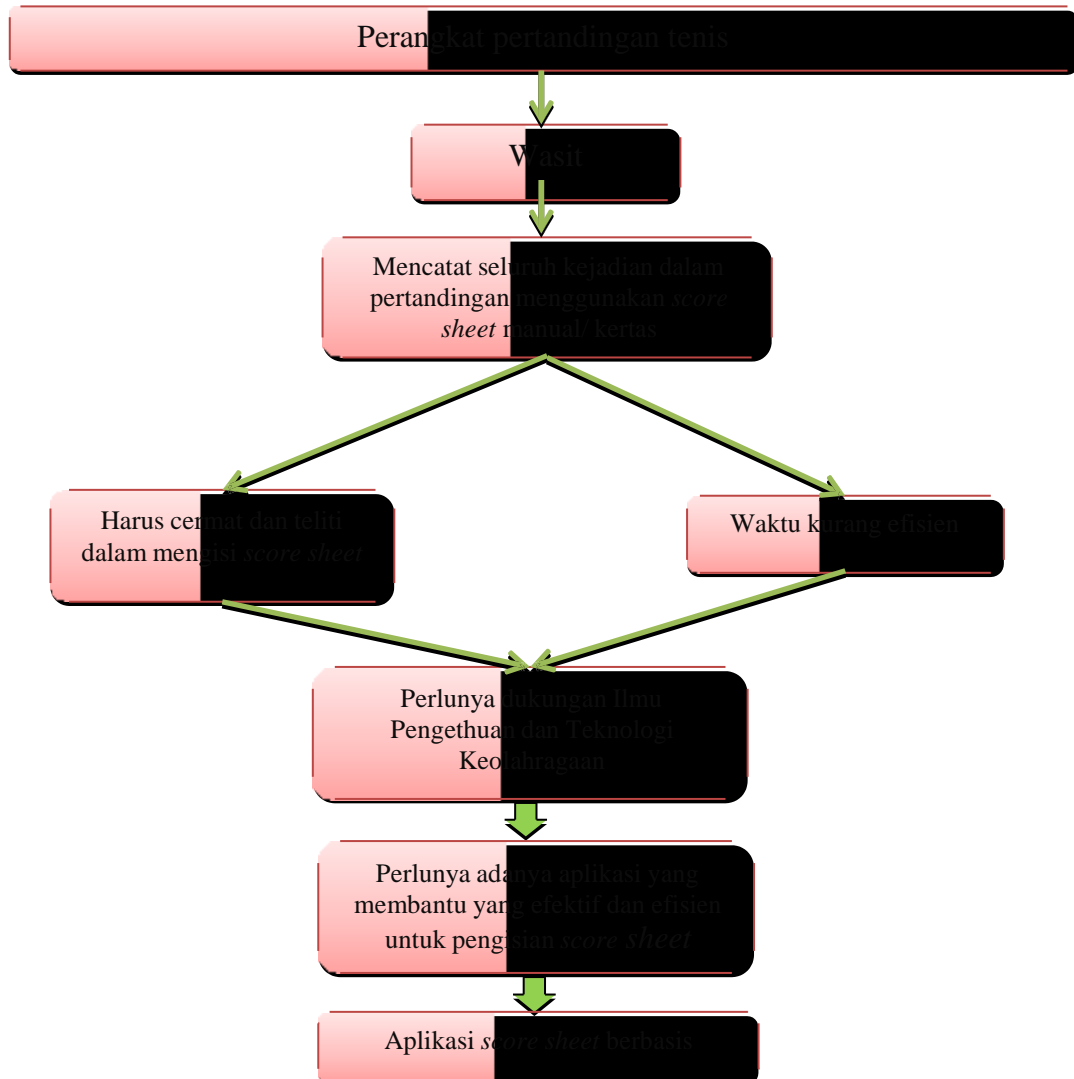 Perangkat pertandingan tenis
Wasit
Mencatat seluruh kejadian dalam
pertandingan menggunakan score
sheet manual/ kertas
Harus cermat dan teliti
dalam mengisi score sheet
Waktu kurang efisien
Perlunya dukungan Ilmu
Pengethuan dan Teknologi
Keolahragaan
Perlunya adanya aplikasi yang
membantu yang efektif dan efisien
untuk pengisian score sheet
Aplikasi score sheet berbasis